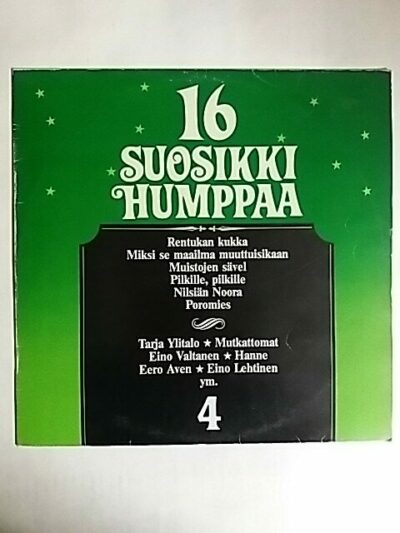 16
SUOSIKKI
HUMPPAA
Rentukan kukka
Miksi se maailma muuttuisikaan
Muistojen sävel
Pilkille, pilkille
Nilsiän Noora
Poromies
Tarja Ylitalo ★ Mutkattomat
Eino Valtanen ★ Hanne
Eero Aven ★ Eino Lehtinen
ym.
4